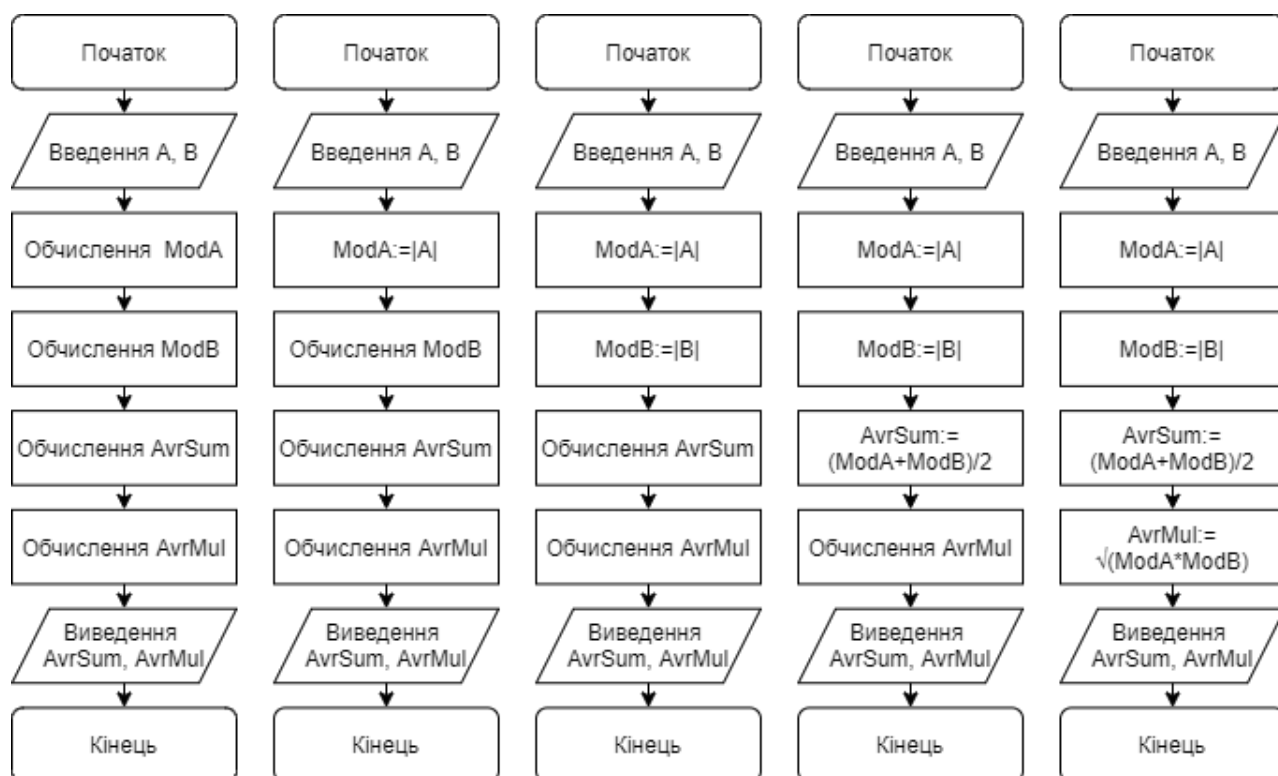 Початок
Введення A, B
Обчислення ModA
Обчислення ModB
Обчислення AvrSum
Обчислення AvrMul
Виведення
AvrSum, AvrMul
Кінець
Початок
Введення A, B
ModA:=|A|
Обчислення ModB
Обчислення AvrSum
Обчислення AvrMul
Виведення
AvrSum, AvrMul
Кінець
Початок
Введення A, B
ModA:=|A|
ModB:=|B|
Обчислення AvrSum
Обчислення AvrMul
Виведення
AvrSum, AvrMul
Кінець
Початок
Введення A, B
ModA:=|A|
ModB:=|B|
AvrSum:=
(ModA+ModB)/2
Обчислення AvrMul
Виведення
AvrSum, AvrMul
Кінець
Початок
Введення A, B
ModA:=|A|
ModB:=|B|
AvrSum:=
(ModA+ModB)/2
AvrMul:=
√(ModA*ModB)
Виведення
AvrSum, AvrMul
Кінець